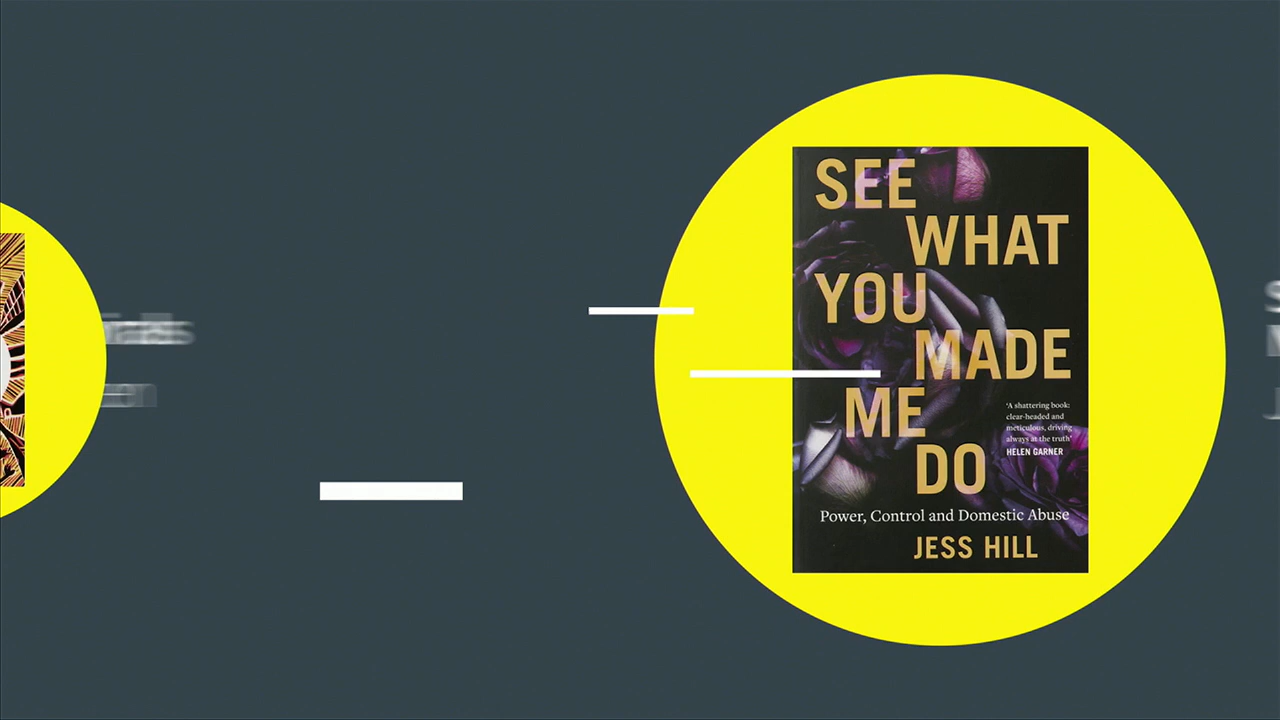 SEE
WHAT
YOU
MADE
ME
DO
'A shattering book:
clear-headed and
meticulous, driving
always at the truth'
HELEN GARNER
Power, Control and Domestic Abuse
JESS HILL